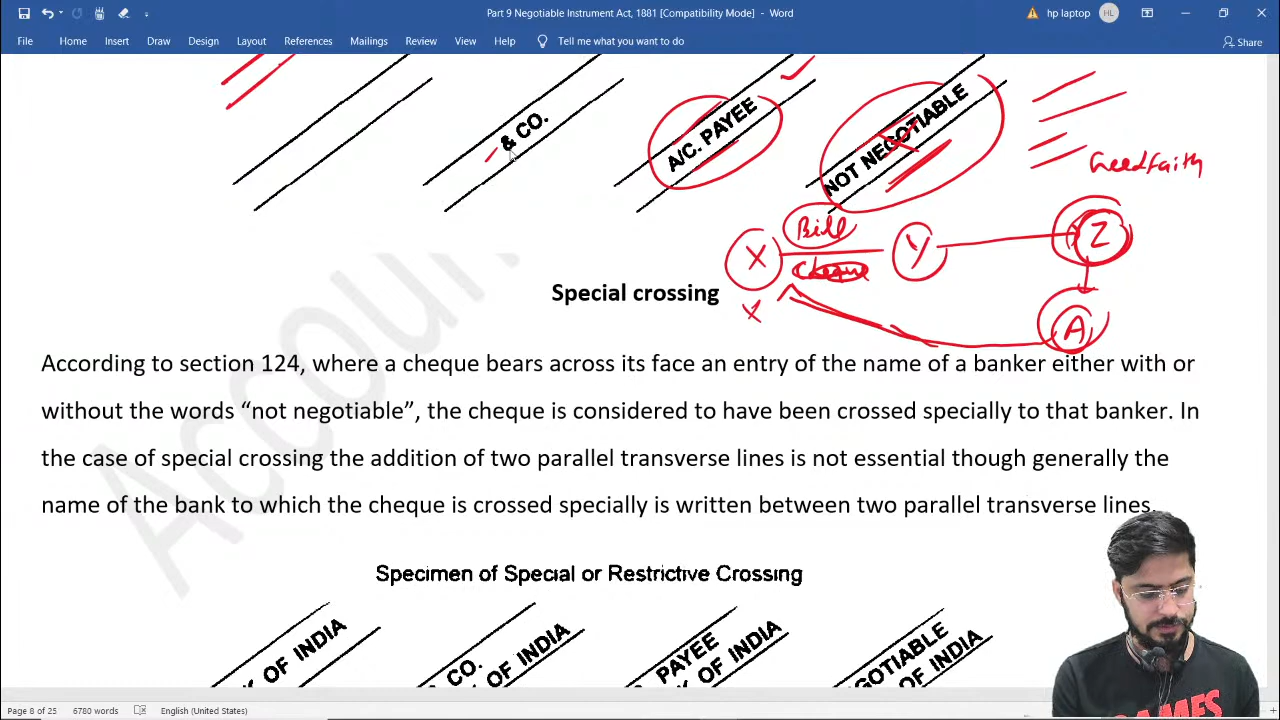 Part 9 Negotiable Instrument Act, 1881 [Compatibility Mode] - Word
hp laptop
HL
File Home Insert Draw Design Layout References Mailings Review View Help Tell me what you want to do
Share
& CO.
A/C. PAYEE
NOT NEGOTIABLE
Goodfaith
X
Bill
Cheque
Y
Z
X
A
Special crossing
According to section 124, where a cheque bears across its face an entry of the name of a banker either with or
without the words “not negotiable”, the cheque is considered to have been crossed specially to that banker. In
the case of special crossing the addition of two parallel transverse lines is not essential though generally the
name of the bank to which the cheque is crossed specially is written between two parallel transverse lines.
Specimen of Special or Restrictive Crossing
K OF INDIA
CO.
OF INDIA
PAYEE
OF INDIA
GOTIABLE
OF INDIA
Accoun
GAMES
Page 8 of 25 6780 words English (United States)